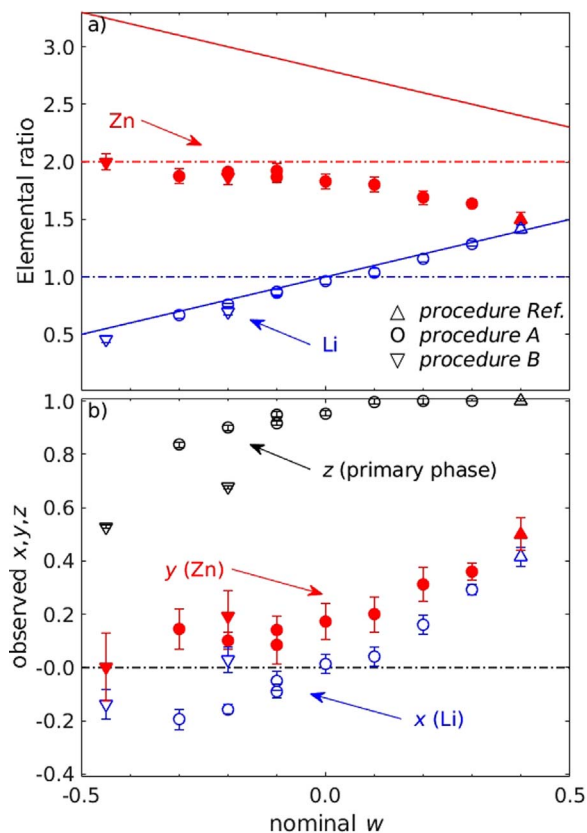 a)
3.0
2.5
2.0
1.5
1.0
0.5
Elemental ratio
Zn
Li
△ procedure Ref.
○ procedure A
▽ procedure B
b)
1.0
0.8
0.6
0.4
0.2
-0.0
-0.2
-0.4
observed x,y,z
z (primary phase)
y (Zn)
x (Li)
-0.5
0.0
0.5
nominal w